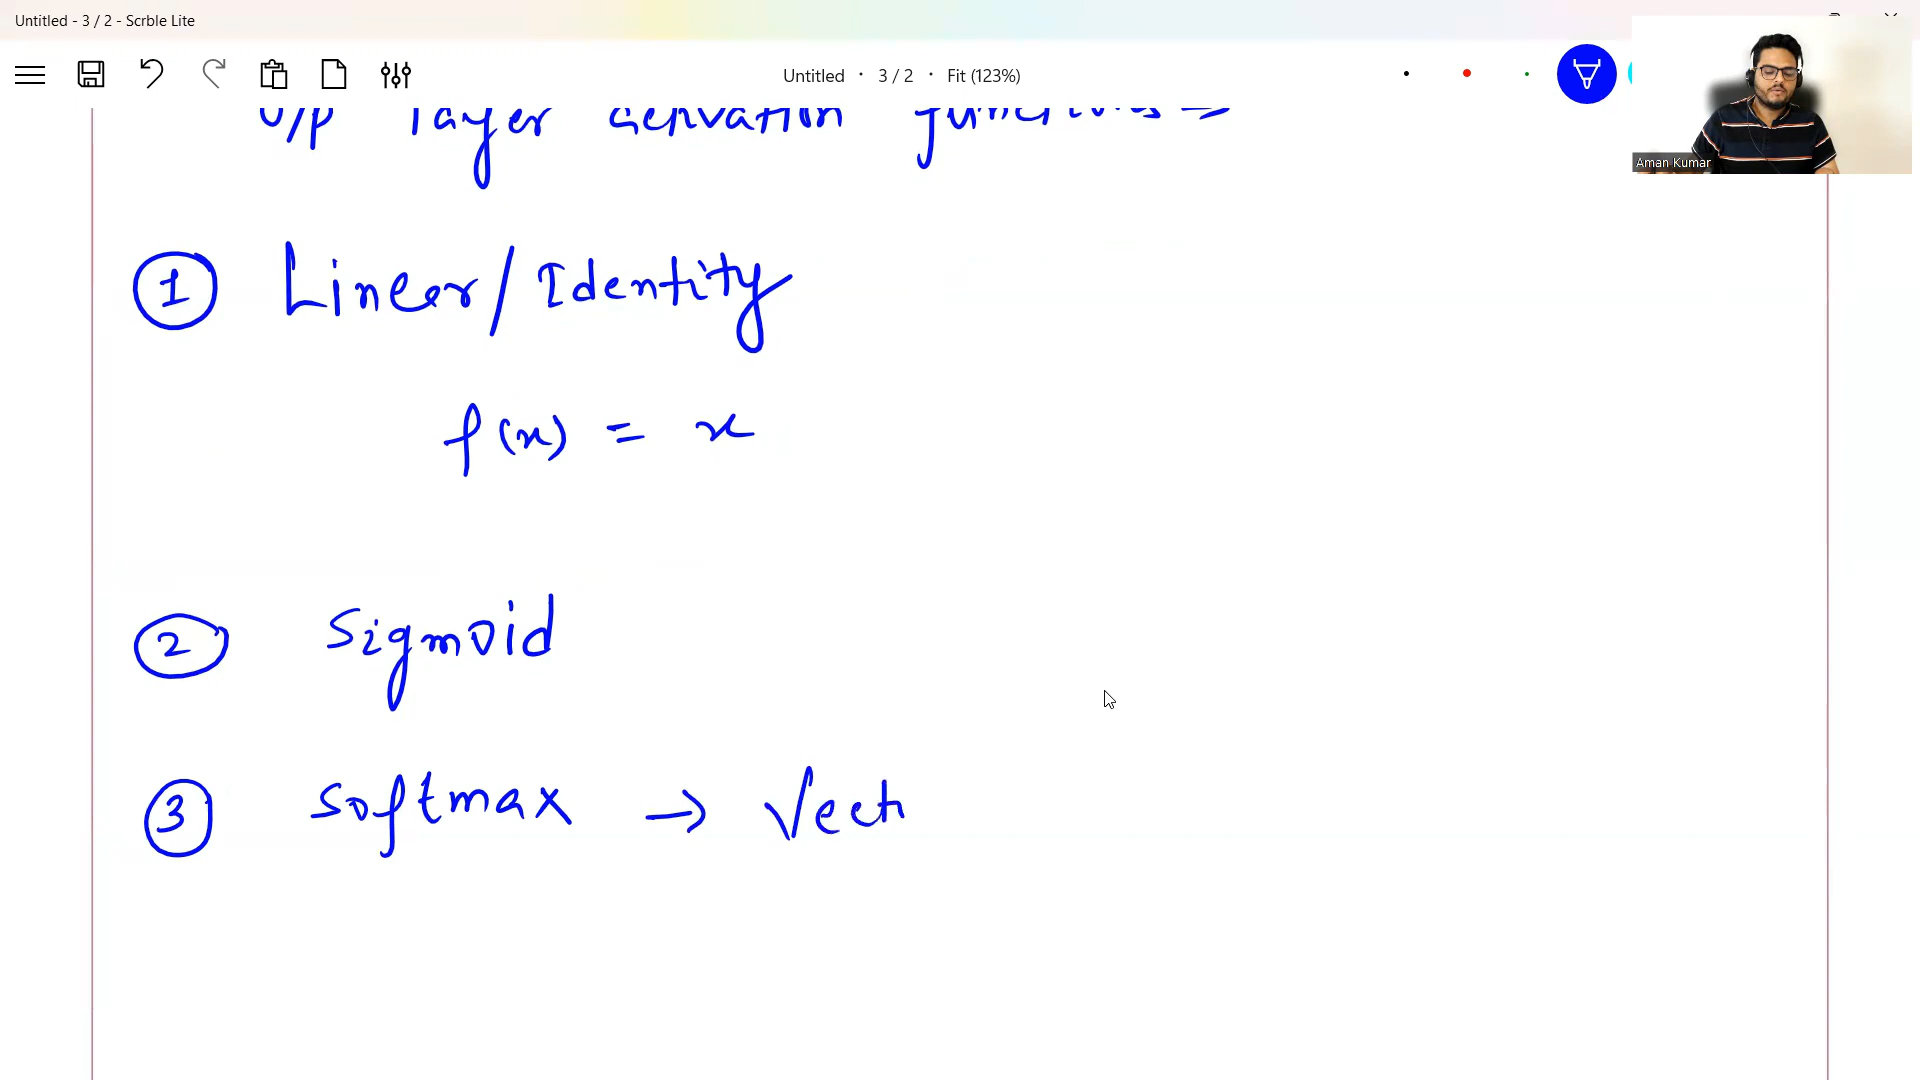 Untitled - 3 / 2 - Scrble Lite
Untitled • 3 / 2 • Fit (123%)
Aman Kumar
O/p layer activation functions =
1 Linear/Identity
f(x) = x
2 Sigmoid
3 Softmax → Vect